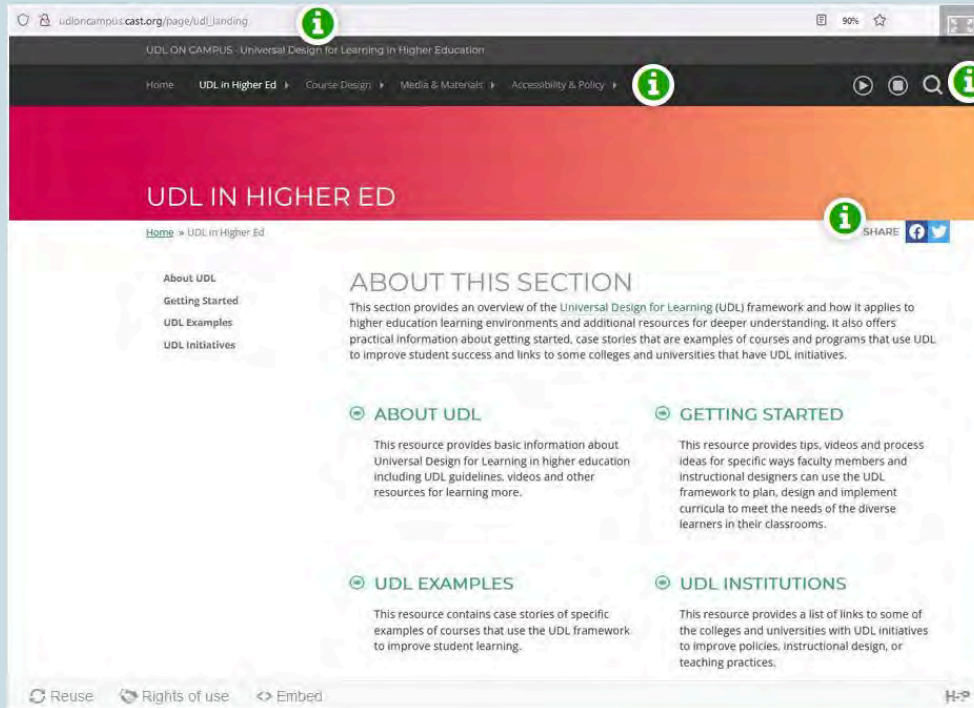 udloncampus.cast.org/page/udl_landing
90%
UDL ON CAMPUS · Universal Design for Learning in Higher Education
Home UDL in Higher Ed Course Design Media & Materials Accessibility & Policy
UDL IN HIGHER ED
Home » UDL in Higher Ed
SHARE
About UDL
Getting Started
UDL Examples
UDL Initiatives
ABOUT THIS SECTION
This section provides an overview of the Universal Design for Learning (UDL) framework and how it applies to
higher education learning environments and additional resources for deeper understanding. It also offers
practical information about getting started, case stories that are examples of courses and programs that use UDL
to improve student success and links to some colleges and universities that have UDL initiatives.
ABOUT UDL
This resource provides basic information about
Universal Design for Learning in higher education
including UDL guidelines, videos and other
resources for learning more.
GETTING STARTED
This resource provides tips, videos and process
ideas for specific ways faculty members and
instructional designers can use the UDL
framework to plan, design and implement
curricula to meet the needs of the diverse
learners in their classrooms.
UDL EXAMPLES
This resource contains case stories of specific
examples of courses that use the UDL framework
to improve student learning.
UDL INSTITUTIONS
This resource provides a list of links to some of
the colleges and universities with UDL initiatives
to improve policies, instructional design, or
teaching practices.
Reuse Rights of use <> Embed
H-P